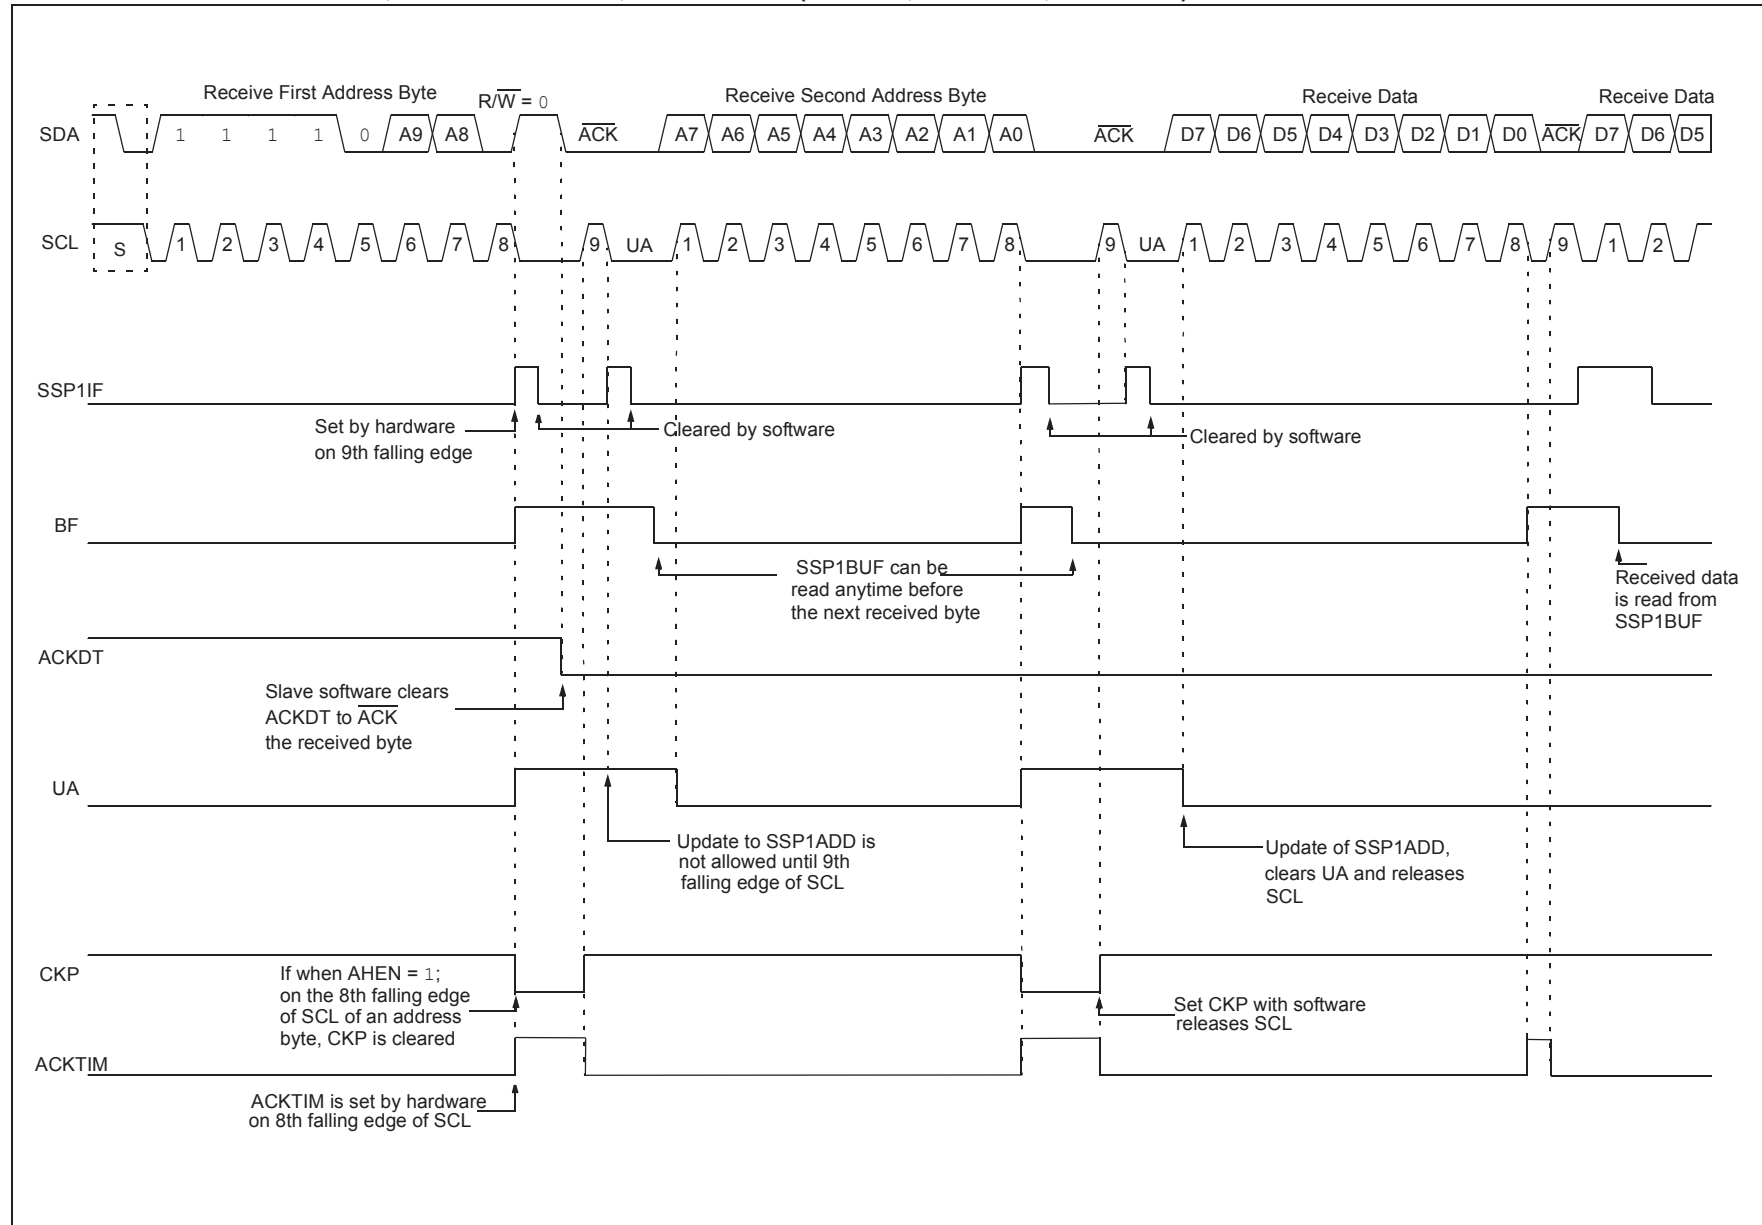 Receive First Address Byte
R/W = 0
Receive Second Address Byte
Receive Data
Receive Data
SDA
1 1 1 1 0 A9 A8
ACK
A7 A6 A5 A4 A3 A2 A1 A0
ACK
D7 D6 D5 D4 D3 D2 D1 D0
ACK
D7 D6 D5
SCL
S
1 2 3 4 5 6 7 8 9 UA 1 2 3 4 5 6 7 8 9 UA 1 2 3 4 5 6 7 8 9 1 2
SSP1IF
Set by hardware
on 9th falling edge
Cleared by software
Cleared by software
BF
SSP1BUF can be
read anytime before
the next received byte
Received data
is read from
SSP1BUF
ACKDT
Slave software clears
ACKDT to ACK
the received byte
UA
Update to SSP1ADD is
not allowed until 9th
falling edge of SCL
Update of SSP1ADD,
clears UA and releases
SCL
CKP
If when AHEN = 1;
on the 8th falling edge
of SCL of an address
byte, CKP is cleared
Set CKP with software
releases SCL
ACKTIM
ACKTIM is set by hardware
on 8th falling edge of SCL